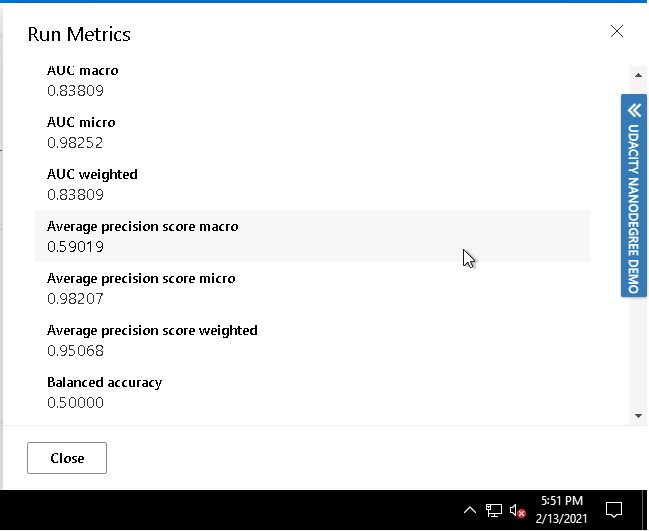 Run Metrics
AUC macro
0.83809
AUC micro
0.98252
AUC weighted
0.83809
Average precision score macro
0.59019
Average precision score micro
0.98207
Average precision score weighted
0.95068
Balanced accuracy
0.50000
UDACITY NANODEGREE DEMO
Close
5:51 PM
2/13/2021